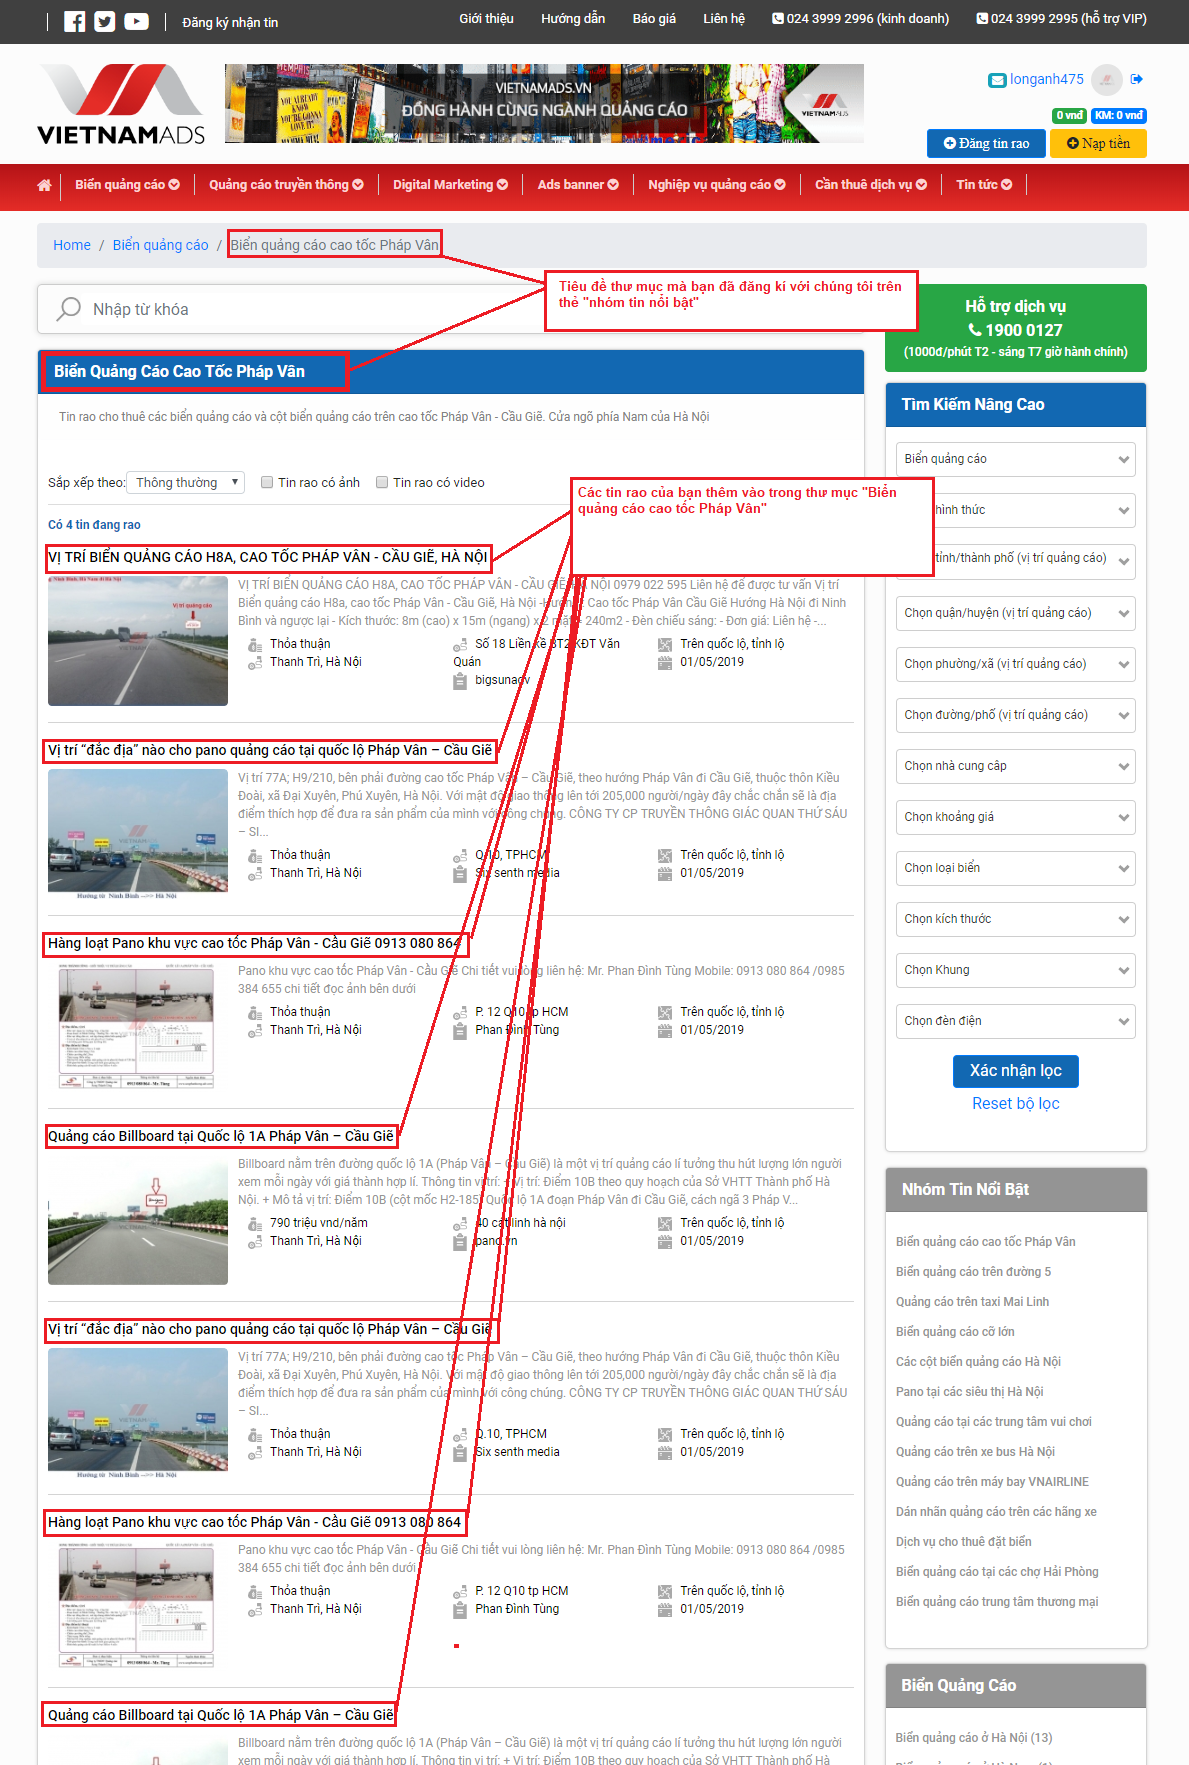 Đăng ký nhận tin
Giới thiệu
Hướng dẫn
Báo giá
Liên hệ
024 3999 2996 (kinh doanh)
024 3999 2995 (hỗ trợ VIP)
VIETNAMADS
VIETNAMADS.VN
ĐỒNG HÀNH CÙNG NGÀNH QUẢNG CÁO
VIETNAMADS
longanh475
0 vnđ
KM: 0 vnđ
Đăng tin rao
Nạp tiền
Biển quảng cáo
Quảng cáo truyền thông
Digital Marketing
Ads banner
Nghiệp vụ quảng cáo
Cần thuê dịch vụ
Tin tức
Home / Biển quảng cáo / Biển quảng cáo cao tốc Pháp Vân
Tiêu đề thư mục mà bạn đã đăng kí với chúng tôi trên
thẻ "nhóm tin nổi bật"
Nhập từ khóa
Hỗ trợ dịch vụ
1900 0127
(1000đ/phút T2 - sáng T7 giờ hành chính)
Biển Quảng Cáo Cao Tốc Pháp Vân
Tin rao cho thuê các biển quảng cáo và cột biển quảng cáo trên cao tốc Pháp Vân - Cầu Giẽ. Cửa ngõ phía Nam của Hà Nội
Sắp xếp theo: Thông thường
Tin rao có ảnh
Tin rao có video
Các tin rao của bạn thêm vào trong thư mục "Biển
quảng cáo cao tốc Pháp Vân"
Có 4 tin đang rao
VỊ TRÍ BIỂN QUẢNG CÁO H8A, CAO TỐC PHÁP VÂN - CẦU GIẼ, HÀ NỘI
VỊ TRÍ BIỂN QUẢNG CÁO H8A, CAO TỐC PHÁP VÂN - CẦU GIẼ, HÀ NỘI 0979 022 595 Liên hệ để được tư vấn Vị trí
Biển quảng cáo H8a, cao tốc Pháp Vân - Cầu Giẽ, Hà Nội -Hướng: Cao tốc Pháp Vân Cầu Giẽ Hướng Hà Nội đi Ninh
Bình và ngược lại - Kích thước: 8m (cao) x 15m (ngang) x 2 mặt = 240m2 - Đèn chiếu sáng: - Đơn giá: Liên hệ -...
Thỏa thuận
Số 18 Liền kề BT2 KĐT Văn
Quán
Trên quốc lộ, tỉnh lộ
Thanh Trì, Hà Nội
01/05/2019
bigsunadv
Vị trí “đắc địa” nào cho pano quảng cáo tại quốc lộ Pháp Vân – Cầu Giẽ
Vị trí 77A; H9/210, bên phải đường cao tốc Pháp Vân – Cầu Giẽ, theo hướng Pháp Vân đi Cầu Giẽ, thuộc thôn Kiều
Đoài, xã Đại Xuyên, Phú Xuyên, Hà Nội. Với mật độ giao thông lên tới 205,000 người/ngày đây chắc chắn sẽ là địa
điểm thích hợp để đưa ra sản phẩm của mình với công chúng. CÔNG TY CP TRUYỀN THÔNG GIÁC QUAN THỨ SÁU
– SI...
Hướng từ Ninh Bình -->> Hà Nội
Thỏa thuận
Q.10, TPHCM
Trên quốc lộ, tỉnh lộ
Thanh Trì, Hà Nội
Six senth media
01/05/2019
Hàng loạt Pano khu vực cao tốc Pháp Vân - Cầu Giẽ 0913 080 864
Pano khu vực cao tốc Pháp Vân - Cầu Giẽ Chi tiết vui lòng liên hệ: Mr. Phan Đình Tùng Mobile: 0913 080 864 /0985
384 655 chi tiết đọc ảnh bên dưới
Thỏa thuận
P. 12 Q10 tp HCM
Trên quốc lộ, tỉnh lộ
Thanh Trì, Hà Nội
Phan Đình Tùng
01/05/2019
Quảng cáo Billboard tại Quốc lộ 1A Pháp Vân – Cầu Giẽ
Billboard nằm trên đường quốc lộ 1A (Pháp Vân – Cầu Giẽ) là một vị trí quảng cáo lí tưởng thu hút lượng lớn người
xem mỗi ngày với giá thành hợp lí. Thông tin vị trí: + Vị trí: Điểm 10B theo quy hoạch của Sở VHTT Thành phố Hà
Nội. + Mô tả vị trí: Điểm 10B (cột mốc H2-185) Quốc lộ 1A đoạn Pháp Vân đi Cầu Giẽ, cách ngã 3 Pháp V...
790 triệu vnd/năm
40 cát linh hà nội
Trên quốc lộ, tỉnh lộ
Thanh Trì, Hà Nội
pano.vn
01/05/2019
Vị trí “đắc địa” nào cho pano quảng cáo tại quốc lộ Pháp Vân – Cầu Giẽ
Vị trí 77A; H9/210, bên phải đường cao tốc Pháp Vân – Cầu Giẽ, theo hướng Pháp Vân đi Cầu Giẽ, thuộc thôn Kiều
Đoài, xã Đại Xuyên, Phú Xuyên, Hà Nội. Với mật độ giao thông lên tới 205,000 người/ngày đây chắc chắn sẽ là địa
điểm thích hợp để đưa ra sản phẩm của mình với công chúng. CÔNG TY CP TRUYỀN THÔNG GIÁC QUAN THỨ SÁU
– SI...
Hướng từ Ninh Bình -->> Hà Nội
Thỏa thuận
Q.10, TPHCM
Trên quốc lộ, tỉnh lộ
Thanh Trì, Hà Nội
Six senth media
01/05/2019
Hàng loạt Pano khu vực cao tốc Pháp Vân - Cầu Giẽ 0913 080 864
Pano khu vực cao tốc Pháp Vân - Cầu Giẽ Chi tiết vui lòng liên hệ: Mr. Phan Đình Tùng Mobile: 0913 080 864 /0985
384 655 chi tiết đọc ảnh bên dưới
Thỏa thuận
P. 12 Q10 tp HCM
Trên quốc lộ, tỉnh lộ
Thanh Trì, Hà Nội
Phan Đình Tùng
01/05/2019
Quảng cáo Billboard tại Quốc lộ 1A Pháp Vân – Cầu Giẽ
Billboard nằm trên đường quốc lộ 1A (Pháp Vân – Cầu Giẽ) là một vị trí quảng cáo lí tưởng thu hút lượng lớn người
xem mỗi ngày với giá thành hợp lí. Thông tin vị trí: + Vị trí: Điểm 10B theo quy hoạch của Sở VHTT Thành phố Hà
Tìm Kiếm Nâng Cao
Biển quảng cáo
hình thức
tỉnh/thành phố (vị trí quảng cáo)
Chọn quận/huyện (vị trí quảng cáo)
Chọn phường/xã (vị trí quảng cáo)
Chọn đường/phố (vị trí quảng cáo)
Chọn nhà cung cấp
Chọn khoảng giá
Chọn loại biển
Chọn kích thước
Chọn Khung
Chọn đèn điện
Xác nhận lọc
Reset bộ lọc
Nhóm Tin Nổi Bật
Biển quảng cáo cao tốc Pháp Vân
Biển quảng cáo trên đường 5
Quảng cáo trên taxi Mai Linh
Biển quảng cáo cỡ lớn
Các cột biển quảng cáo Hà Nội
Pano tại các siêu thị Hà Nội
Quảng cáo tại các trung tâm vui chơi
Quảng cáo trên xe bus Hà Nội
Quảng cáo trên máy bay VNAIRLINE
Dán nhãn quảng cáo trên các hãng xe
Dịch vụ cho thuê đặt biển
Biển quảng cáo tại các chợ Hải Phòng
Biển quảng cáo trung tâm thương mại
Biển Quảng Cáo
Biển quảng cáo ở Hà Nội (13)